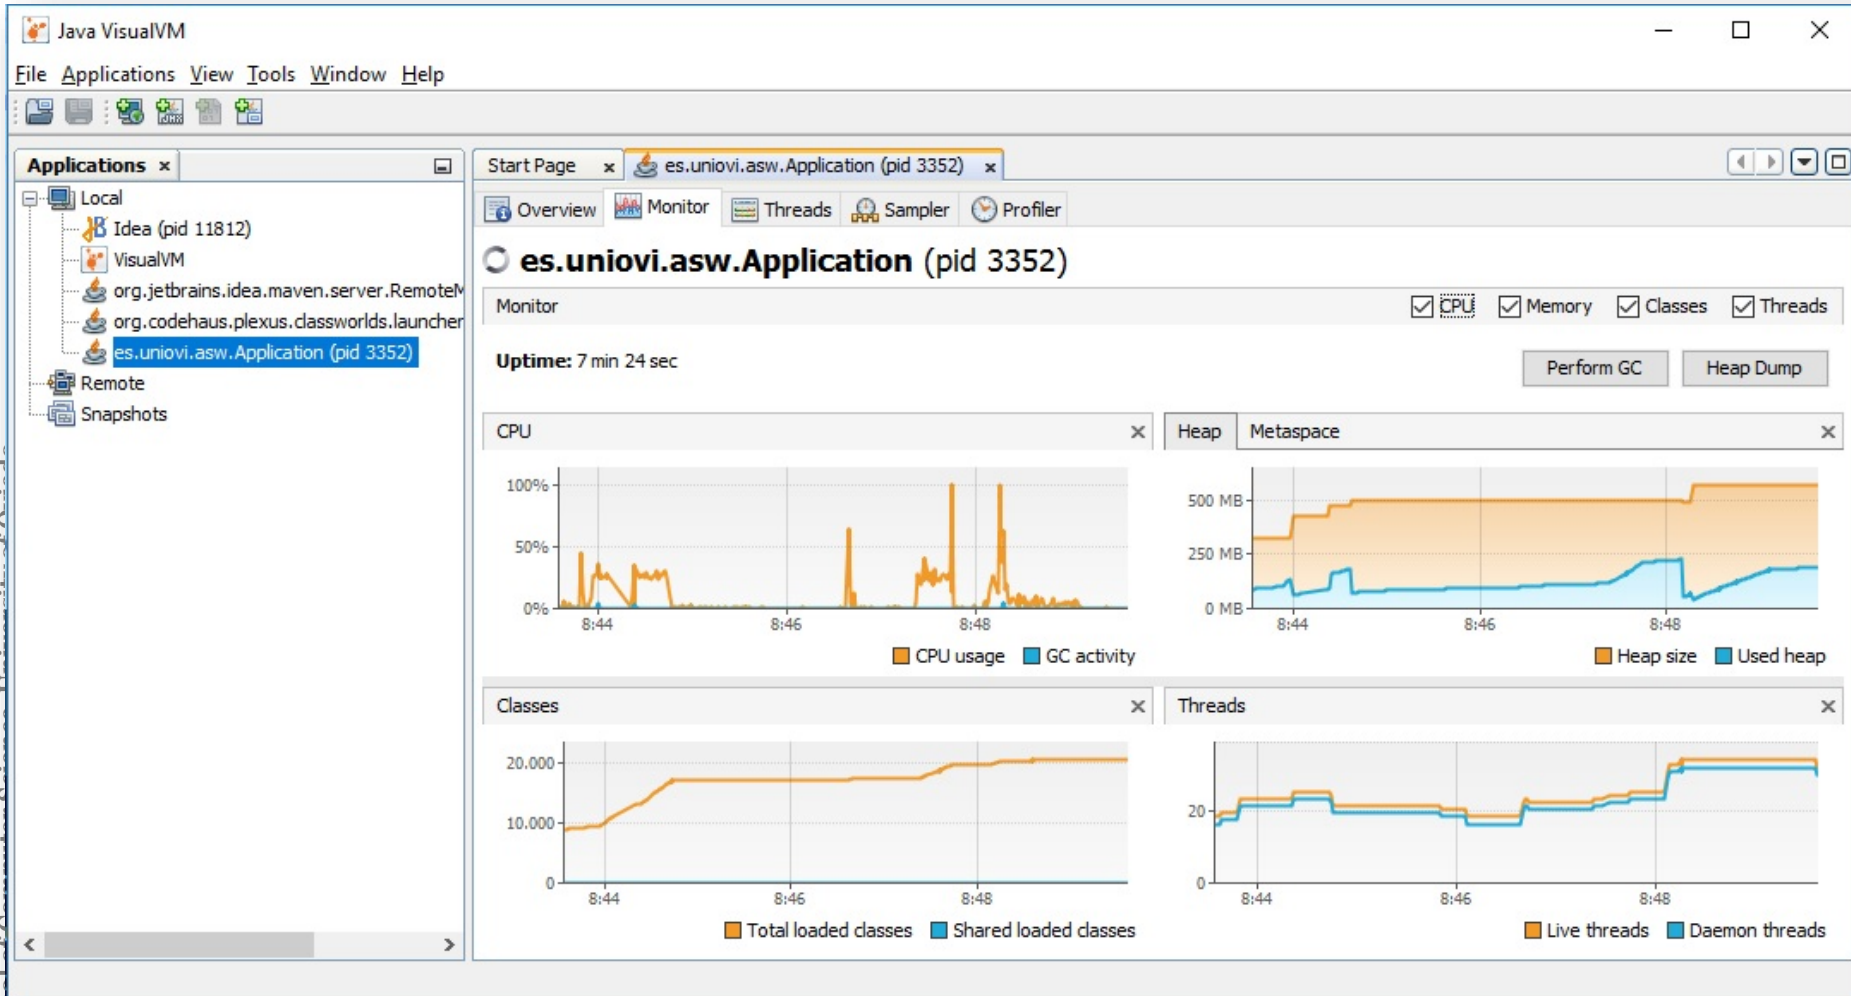 Java VisualVM
File Applications View Tools Window Help
Applications
Local
Idea (pid 11812)
VisualVM
org.jetbrains.idea.maven.server.RemoteM
org.codehaus.plexus.classworlds.launcher
es.uniovi.asw.Application (pid 3352)
Remote
Snapshots
Start Page es.uniovi.asw.Application (pid 3352)
Overview Monitor Threads Sampler Profiler
es.uniovi.asw.Application (pid 3352)
Monitor CPU Memory Classes Threads
Uptime: 7 min 24 sec Perform GC Heap Dump
CPU
100%
50%
0%
8:44 8:46 8:48
CPU usage GC activity
Heap Metaspace
500 MB
250 MB
0 MB
8:44 8:46 8:48
Heap size Used heap
Classes
20.000
10.000
0
8:44 8:46 8:48
Total loaded classes Shared loaded classes
Threads
20
0
8:44 8:46 8:48
Live threads Daemon threads